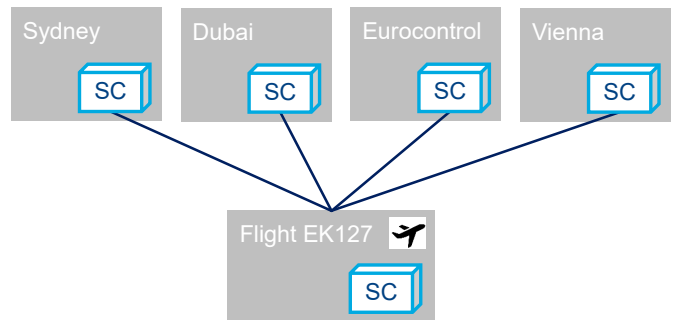 Sydney
Dubai
Eurocontrol
Vienna
SC
SC
SC
SC
Flight EK127
SC